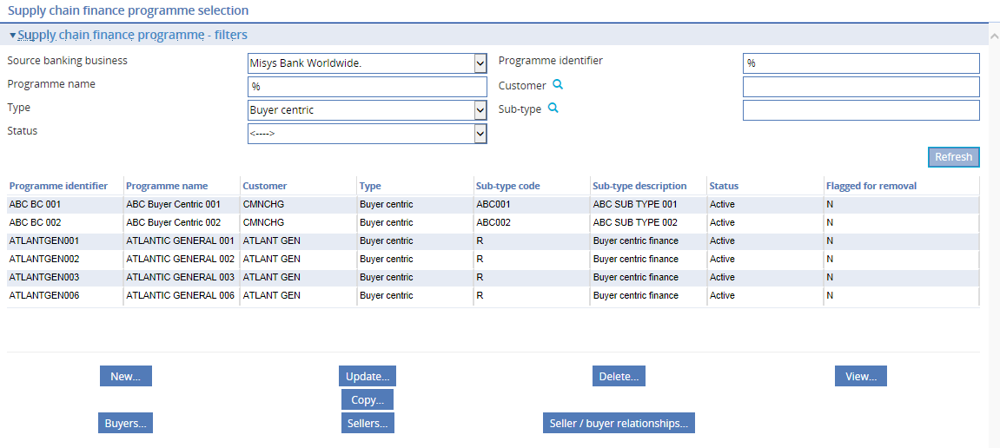 Supply chain finance programme selection
▾Supply chain finance programme - filters
Source banking business Misys Bank Worldwide. Programme identifier %
Programme name % Customer
Type Buyer centric Sub-type
Status <---->
Refresh
Programme identifier Programme name Customer Type Sub-type code Sub-type description Status Flagged for removal
ABC BC 001 ABC Buyer Centric 001 CMNCHG Buyer centric ABC001 ABC SUB TYPE 001 Active N
ABC BC 002 ABC Buyer Centric 002 CMNCHG Buyer centric ABC002 ABC SUB TYPE 002 Active N
ATLANTGEN001 ATLANTIC GENERAL 001 ATLANT GEN Buyer centric R Buyer centric finance Active N
ATLANTGEN002 ATLANTIC GENERAL 002 ATLANT GEN Buyer centric R Buyer centric finance Active N
ATLANTGEN003 ATLANTIC GENERAL 003 ATLANT GEN Buyer centric R Buyer centric finance Active N
ATLANTGEN006 ATLANTIC GENERAL 006 ATLANT GEN Buyer centric R Buyer centric finance Active N
New... Update... Delete... View...
Copy...
Buyers... Sellers... Seller / buyer relationships...